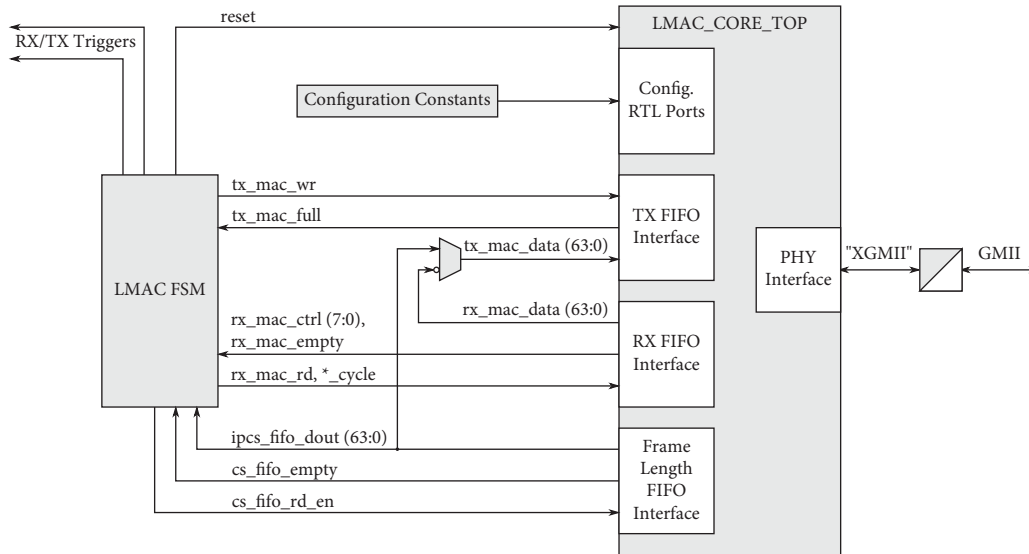 reset
LMAC_CORE_TOP
RX/TX Triggers
Config.
RTL Ports
Configuration Constants
tx_mac_wr
tx_mac_full
TX FIFO
Interface
tx_mac_data (63:0)
PHY
Interface
"XGMII"
GMII
LMAC FSM
rx_mac_data (63:0)
rx_mac_ctrl (7:0),
rx_mac_empty
RX FIFO
Interface
rx_mac_rd, *_cycle
ipcs_fifo_dout (63:0)
cs_fifo_empty
cs_fifo_rd_en
Frame
Length
FIFO
Interface